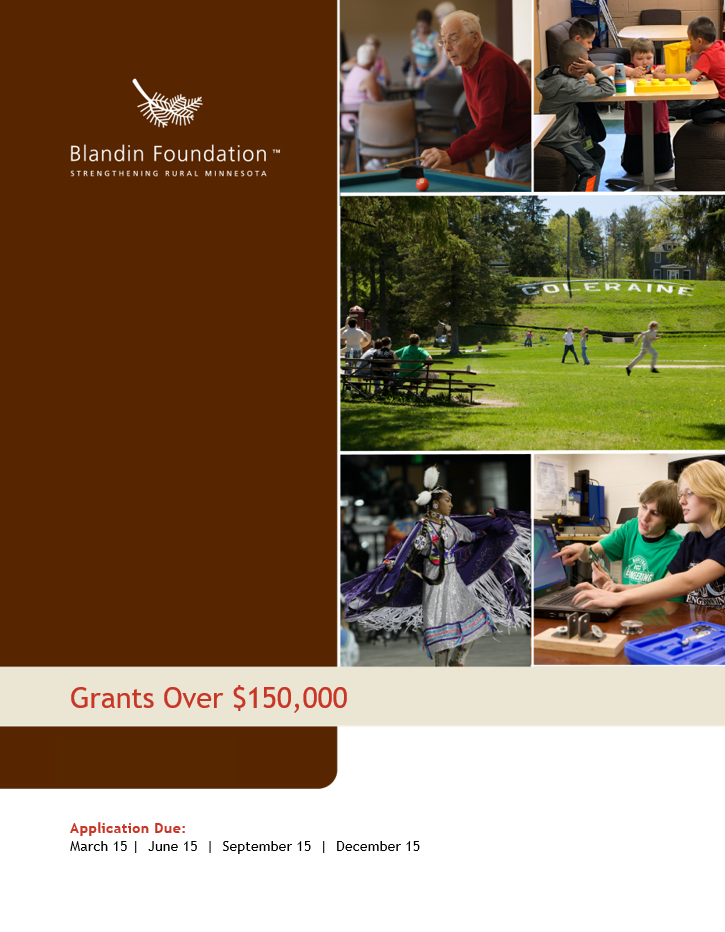 Blandin Foundation™
STRENGTHENING RURAL MINNESOTA
COLERAINE
Grants Over $150,000
Application Due:
March 15 | June 15 | September 15 | December 15